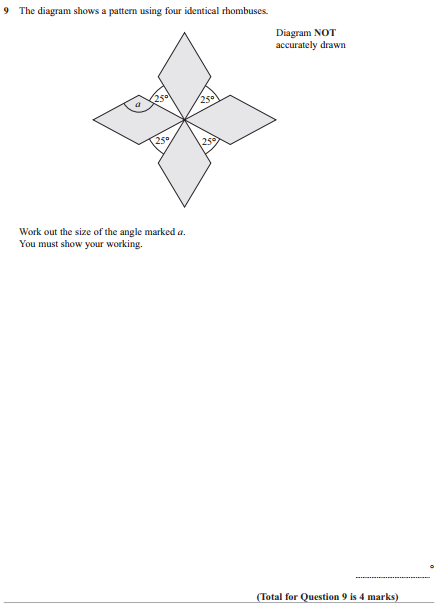 9 The diagram shows a pattern using four identical rhombuses.
Diagram NOT
accurately drawn
a
25°
25°
25°
25°
Work out the size of the angle marked a.
You must show your working.
°
(Total for Question 9 is 4 marks)